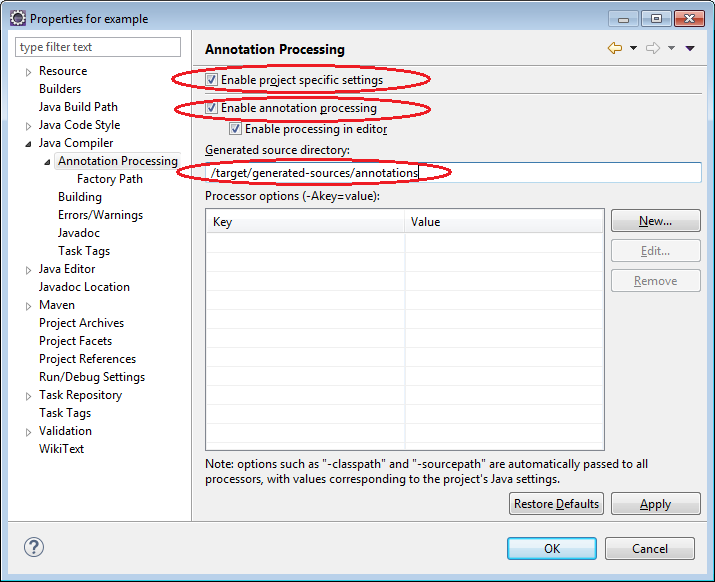 Properties for example
type filter text
Resource
Builders
Java Build Path
Java Code Style
Java Compiler
Annotation Processing
Factory Path
Building
Errors/Warnings
Javadoc
Task Tags
Java Editor
Javadoc Location
Maven
Project Archives
Project Facets
Project References
Run/Debug Settings
Task Repository
Task Tags
Validation
WikiText
Annotation Processing
Enable project specific settings
Enable annotation processing
Enable processing in editor
Generated source directory:
/target/generated-sources/annotations
Processor options (-Akey=value):
Key Value
New...
Edit...
Remove
Note: options such as "-classpath" and "-sourcepath" are automatically passed to all
processors, with values corresponding to the project's Java settings.
Restore Defaults Apply
? OK Cancel